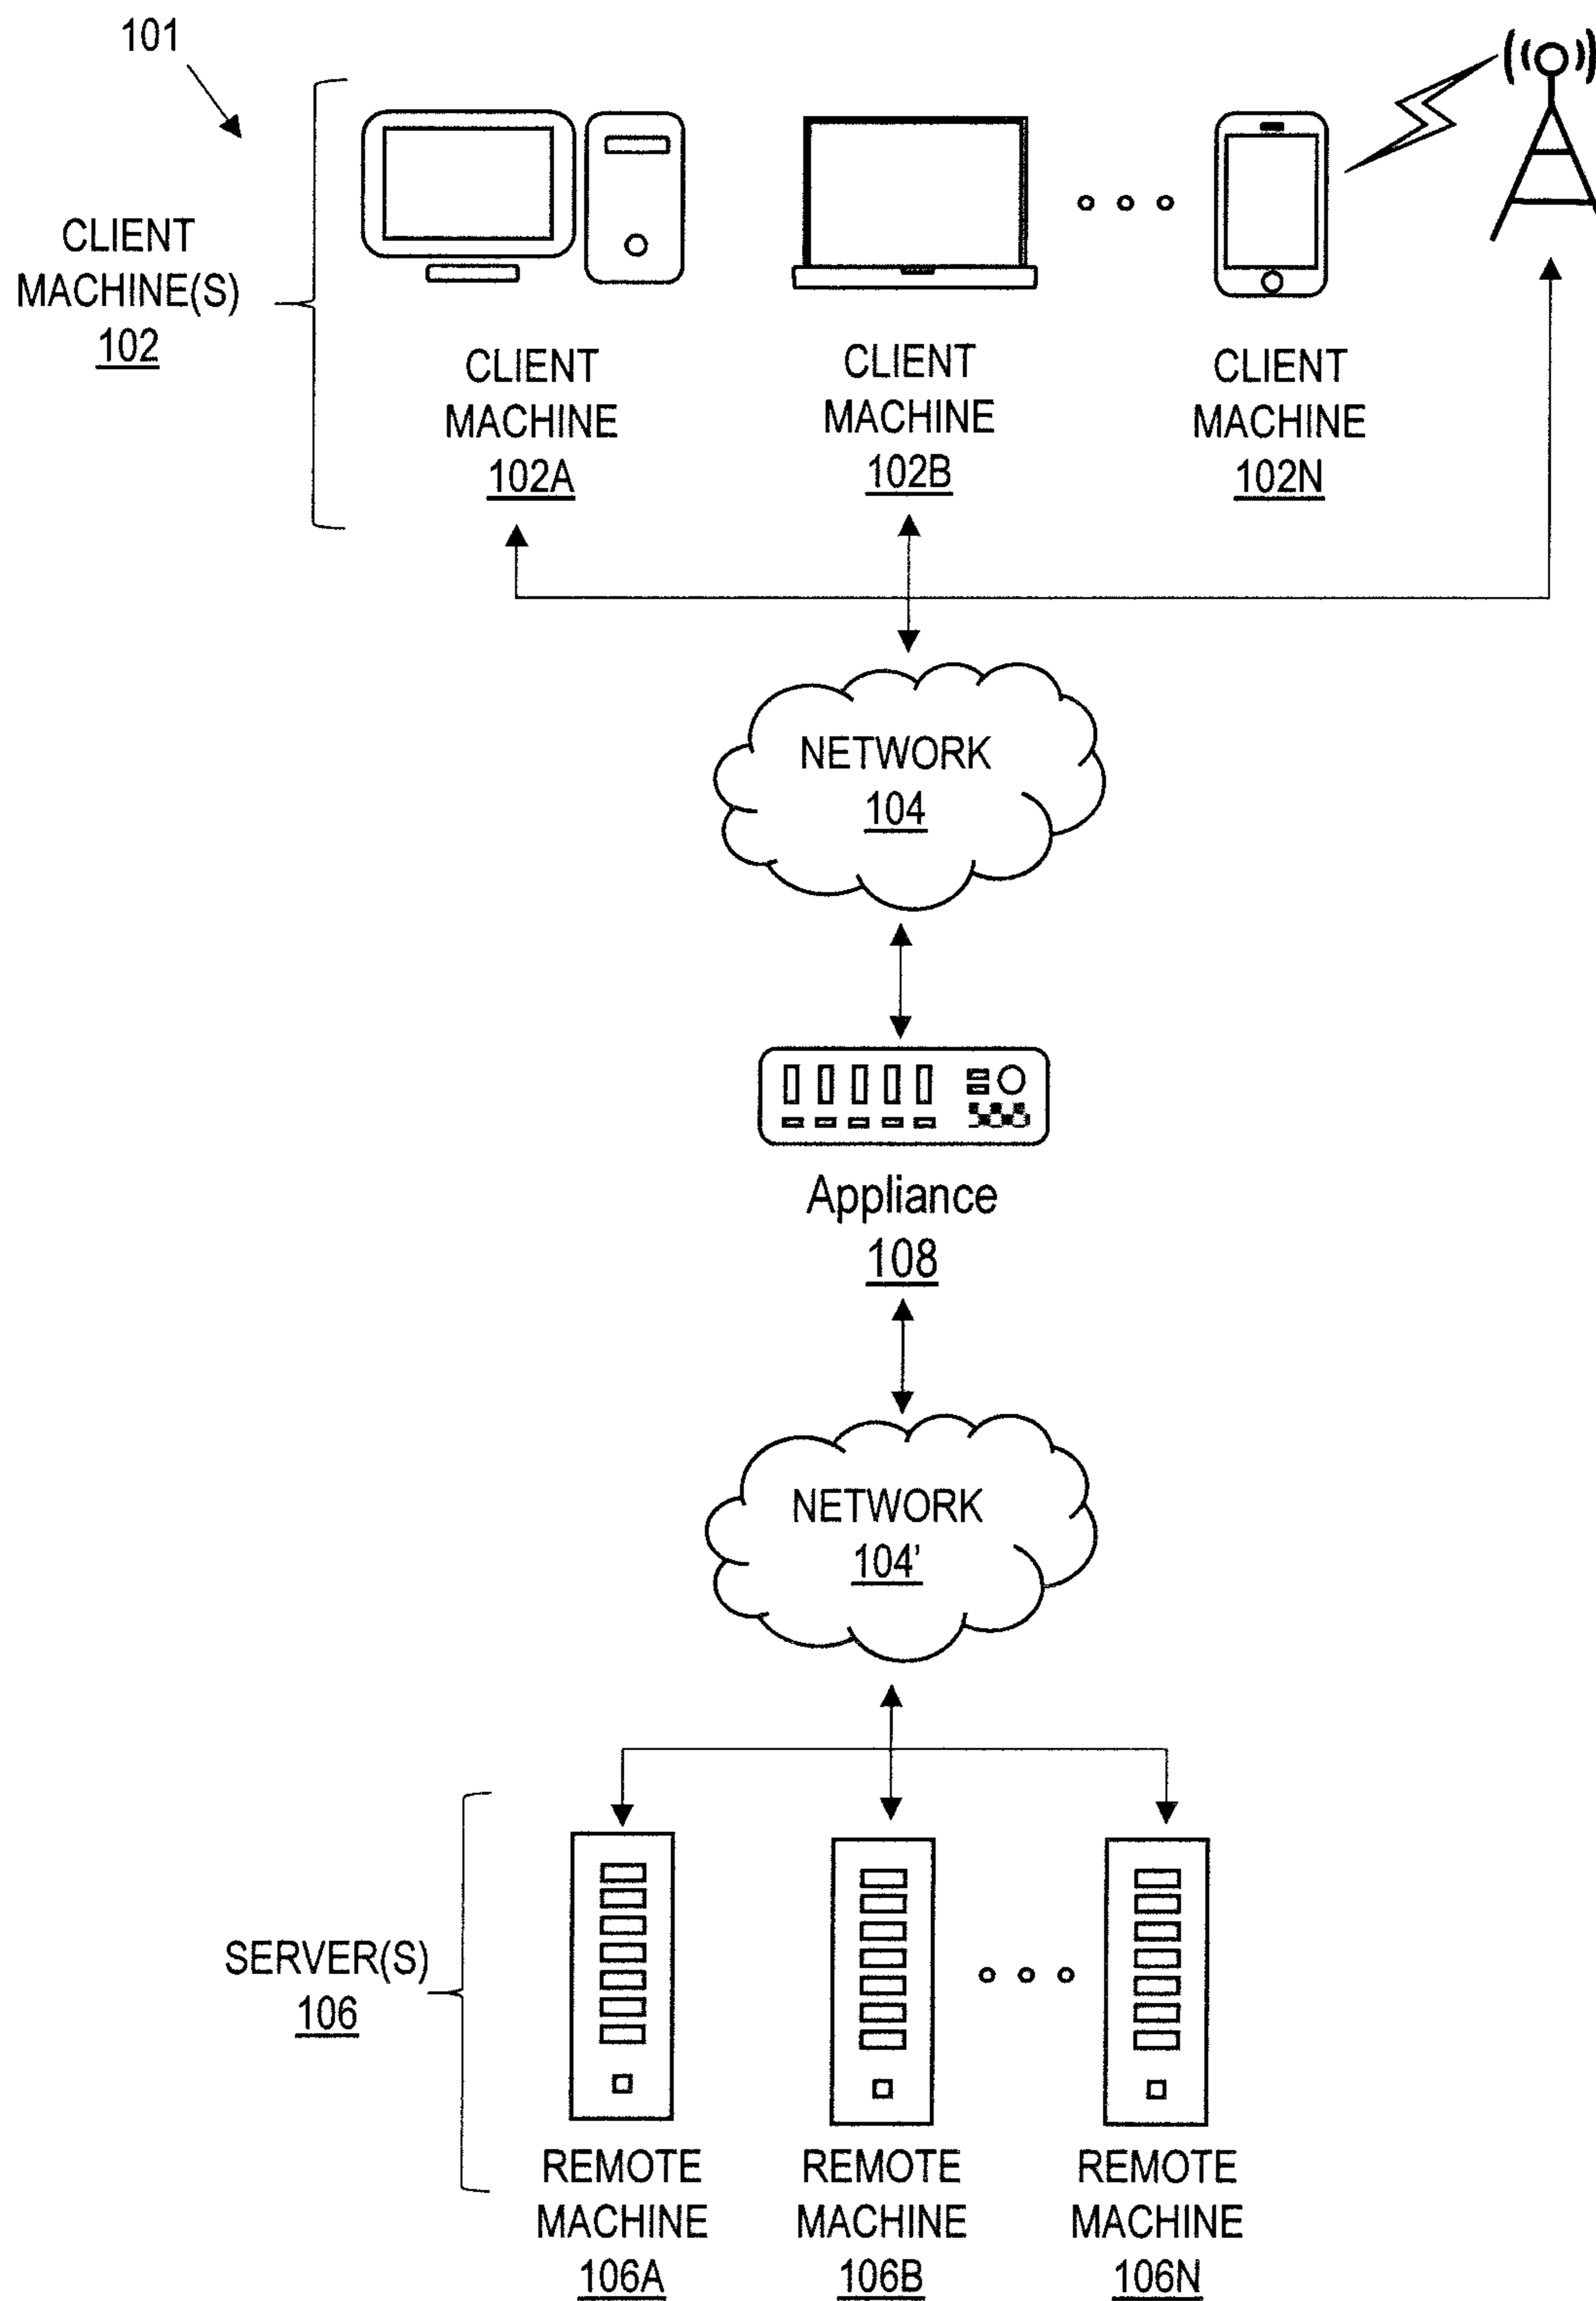 101
CLIENT
MACHINE(S)
102
CLIENT
MACHINE
102A
CLIENT
MACHINE
102B
CLIENT
MACHINE
102N
NETWORK
104
Appliance
108
NETWORK
104'
SERVER(S)
106
REMOTE
MACHINE
106A
REMOTE
MACHINE
106B
REMOTE
MACHINE
106N